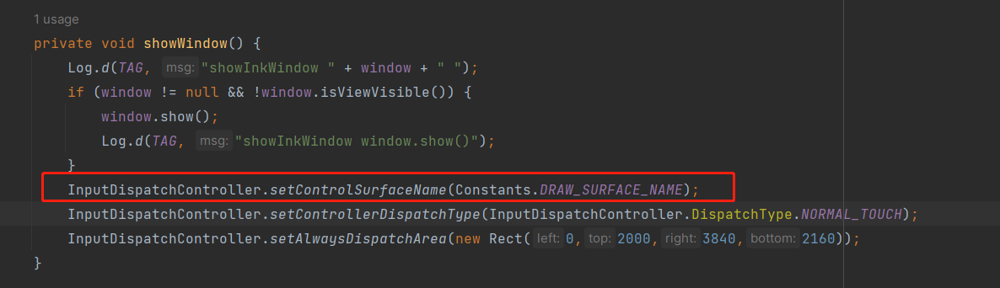 1 usage
private void showWindow() {
Log.d(TAG, msg: "showInkWindow " + window + " ");
if (window != null && !window.isViewVisible()) {
window.show();
Log.d(TAG, msg: "showInkWindow window.show()");
}
InputDispatchController.setControlSurfaceName(Constants.DRAW_SURFACE_NAME);
InputDispatchController.setControllerDispatchType(InputDispatchController.DispatchType.NORMAL_TOUCH);
InputDispatchController.setAlwaysDispatchArea(new Rect( left: 0, top: 2000, right: 3840, bottom: 2160));
}